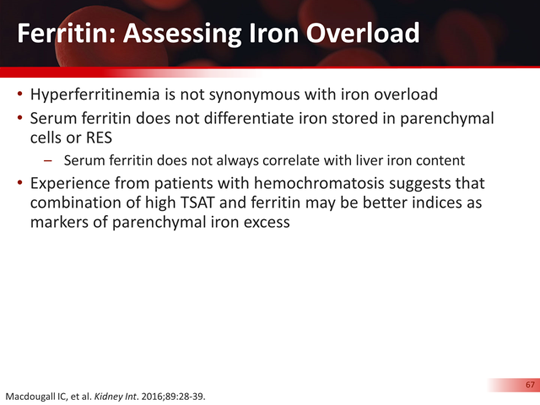 Ferritin: Assessing Iron Overload
• Hyperferritinemia is not synonymous with iron overload
• Serum ferritin does not differentiate iron stored in parenchymal
cells or RES
– Serum ferritin does not always correlate with liver iron content
• Experience from patients with hemochromatosis suggests that
combination of high TSAT and ferritin may be better indices as
markers of parenchymal iron excess
67
Macdougall IC, et al. Kidney Int. 2016;89:28-39.